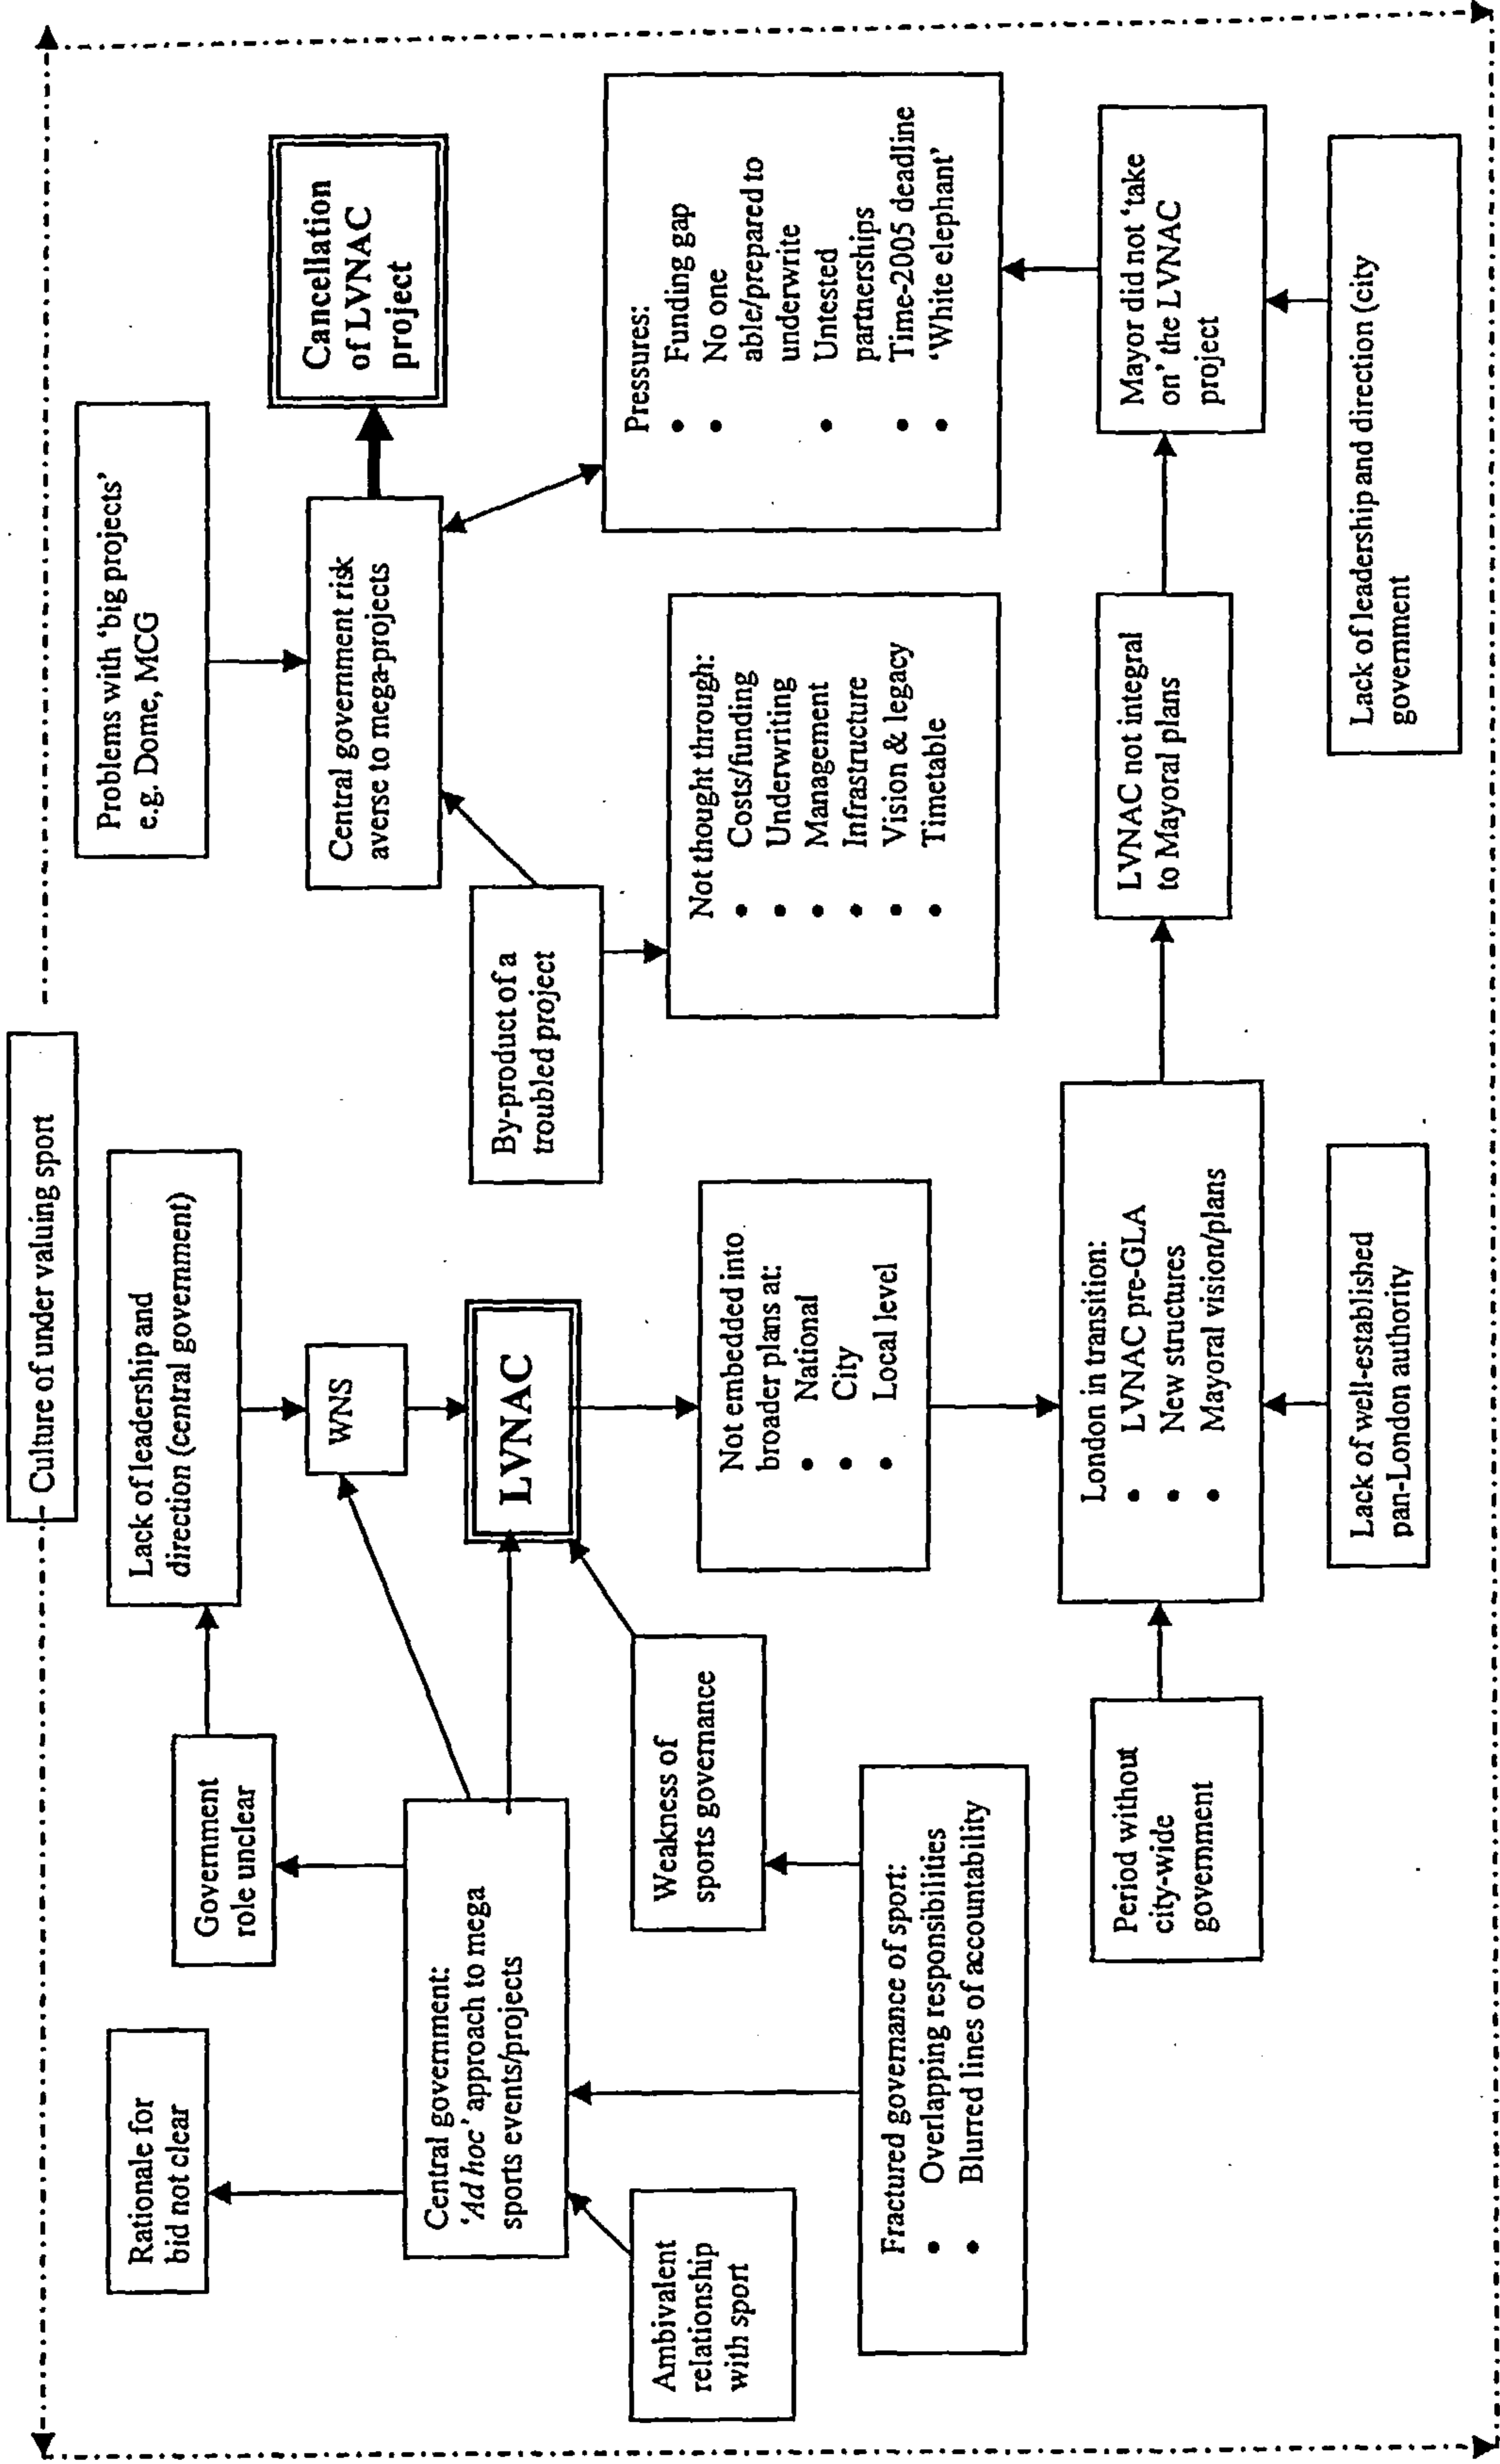 Culture of under valuing sport
Rationale for
bid not clear
Government
role unclear
Lack of leadership and
direction (central government)
Problems with 'big projects'
e.g. Dome, MCG
WNS
Central government risk
averse to mega-projects
Cancellation
of LVNAC
project
Central government:
'Ad hoc' approach to mega
sports events/projects
LVNAC
By-product of a
troubled project
Ambivalent
relationship
with sport
Weakness of
sports governance
Not embedded into
broader plans at:
• National
• City
• Local level
Not thought through:
• Costs/funding
• Underwriting
• Management
• Infrastructure
• Vision & legacy
• Timetable
Pressures:
• Funding gap
• No one
able/prepared to
underwrite
• Untested
partnerships
• Time-2005 deadline
• 'White elephant'
Fractured governance of sport:
• Overlapping responsibilities
• Blurred lines of accountability
Period without
city-wide
government
London in transition:
• LVNAC pre-GLA
• New structures
• Mayoral vision/plans
LVNAC not integral
to Mayoral plans
Mayor did not 'take
on' the LVNAC
project
Lack of well-established
pan-London authority
Lack of leadership and direction (city
government